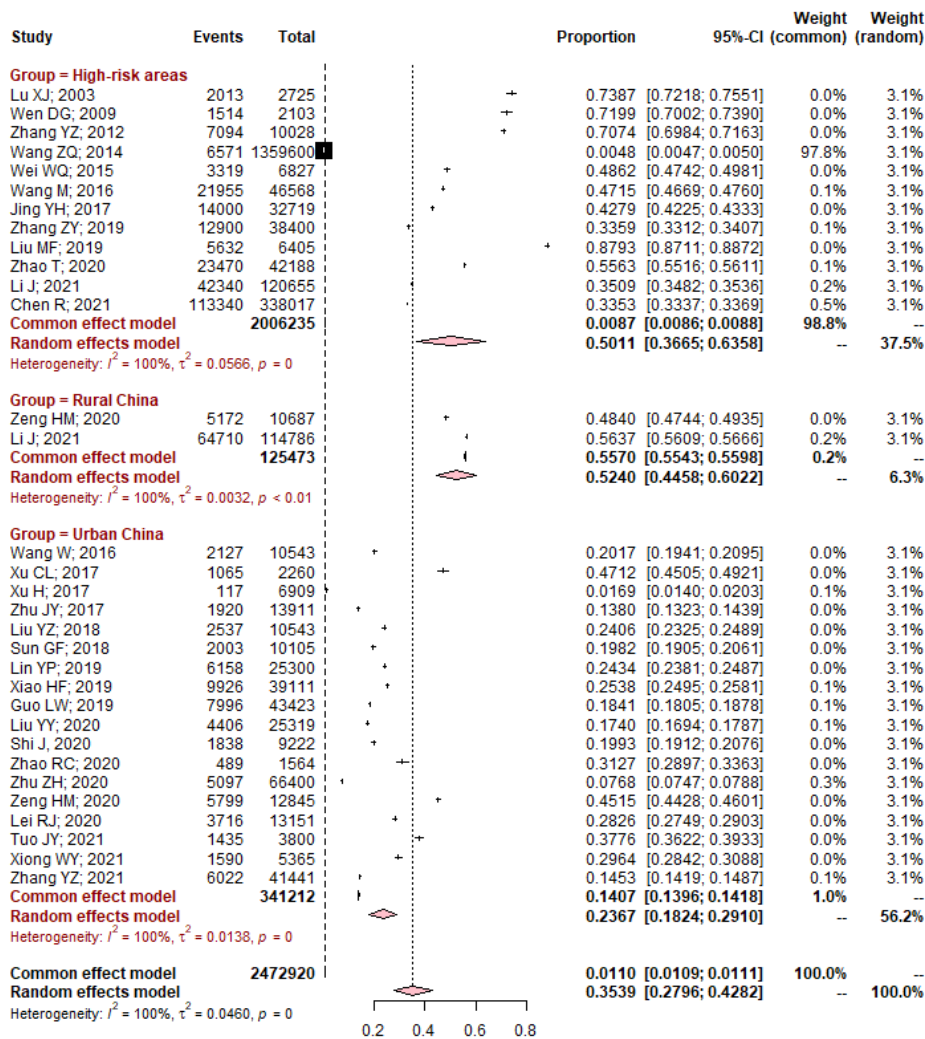 Study Events Total Proportion 95%-CI Weight (common) Weight (random)
Group = High-risk areas
Lu XJ; 2003 2013 2725 0.7387 [0.7218; 0.7551] 0.0% 3.1%
Wen DG; 2009 1514 2103 0.7199 [0.7002; 0.7390] 0.0% 3.1%
Zhang YZ; 2012 7094 10028 0.7074 [0.6984; 0.7163] 0.0% 3.1%
Wang ZQ; 2014 6571 1359600 0.0048 [0.0047; 0.0050] 97.8% 3.1%
Wei WQ; 2015 3319 6827 0.4862 [0.4742; 0.4981] 0.0% 3.1%
Wang M; 2016 21955 46568 0.4715 [0.4669; 0.4760] 0.1% 3.1%
Jing YH; 2017 14000 32719 0.4279 [0.4225; 0.4333] 0.0% 3.1%
Zhang ZY; 2019 12900 38400 0.3359 [0.3312; 0.3407] 0.1% 3.1%
Liu MF; 2019 5632 6405 0.8793 [0.8711; 0.8872] 0.0% 3.1%
Zhao T; 2020 23470 42188 0.5563 [0.5516; 0.5611] 0.1% 3.1%
Li J; 2021 42340 120655 0.3509 [0.3482; 0.3536] 0.2% 3.1%
Chen R; 2021 113340 338017 0.3353 [0.3337; 0.3369] 0.5% 3.1%
Common effect model 2006235 0.0087 [0.0086; 0.0088] 98.8% --
Random effects model 0.5011 [0.3665; 0.6358] -- 37.5%
Heterogeneity: I² = 100%, τ² = 0.0566, p = 0
Group = Rural China
Zeng HM; 2020 5172 10687 0.4840 [0.4744; 0.4935] 0.0% 3.1%
Li J; 2021 64710 114786 0.5637 [0.5609; 0.5666] 0.2% 3.1%
Common effect model 125473 0.5570 [0.5543; 0.5598] 0.2% --
Random effects model 0.5240 [0.4458; 0.6022] -- 6.3%
Heterogeneity: I² = 100%, τ² = 0.0032, p < 0.01
Group = Urban China
Wang W; 2016 2127 10543 0.2017 [0.1941; 0.2095] 0.0% 3.1%
Xu CL; 2017 1065 2260 0.4712 [0.4505; 0.4921] 0.0% 3.1%
Xu H; 2017 117 6909 0.0169 [0.0140; 0.0203] 0.1% 3.1%
Zhu JY; 2017 1920 13911 0.1380 [0.1323; 0.1439] 0.0% 3.1%
Liu YZ; 2018 2537 10543 0.2406 [0.2325; 0.2489] 0.0% 3.1%
Sun GF; 2018 2003 10105 0.1982 [0.1905; 0.2061] 0.0% 3.1%
Lin YP; 2019 6158 25300 0.2434 [0.2381; 0.2487] 0.0% 3.1%
Xiao HF; 2019 9926 39111 0.2538 [0.2495; 0.2581] 0.1% 3.1%
Guo LW; 2019 7996 43423 0.1841 [0.1805; 0.1878] 0.1% 3.1%
Liu YY; 2020 4406 25319 0.1740 [0.1694; 0.1787] 0.1% 3.1%
Shi J, 2020 1838 9222 0.1993 [0.1912; 0.2076] 0.0% 3.1%
Zhao RC; 2020 489 1564 0.3127 [0.2897; 0.3363] 0.0% 3.1%
Zhu ZH; 2020 5097 66400 0.0768 [0.0747; 0.0788] 0.3% 3.1%
Zeng HM; 2020 5799 12845 0.4515 [0.4428; 0.4601] 0.0% 3.1%
Lei RJ; 2020 3716 13151 0.2826 [0.2749; 0.2903] 0.0% 3.1%
Tuo JY; 2021 1435 3800 0.3776 [0.3622; 0.3933] 0.0% 3.1%
Xiong WY; 2021 1590 5365 0.2964 [0.2842; 0.3088] 0.0% 3.1%
Zhang YZ; 2021 6022 41441 0.1453 [0.1419; 0.1487] 0.1% 3.1%
Common effect model 341212 0.1407 [0.1396; 0.1418] 1.0% --
Random effects model 0.2367 [0.1824; 0.2910] -- 56.2%
Heterogeneity: I² = 100%, τ² = 0.0138, p = 0
Common effect model 2472920 0.0110 [0.0109; 0.0111] 100.0% --
Random effects model 0.3539 [0.2796; 0.4282] -- 100.0%
Heterogeneity: I² = 100%, τ² = 0.0460, p = 0
0.2 0.4 0.6 0.8